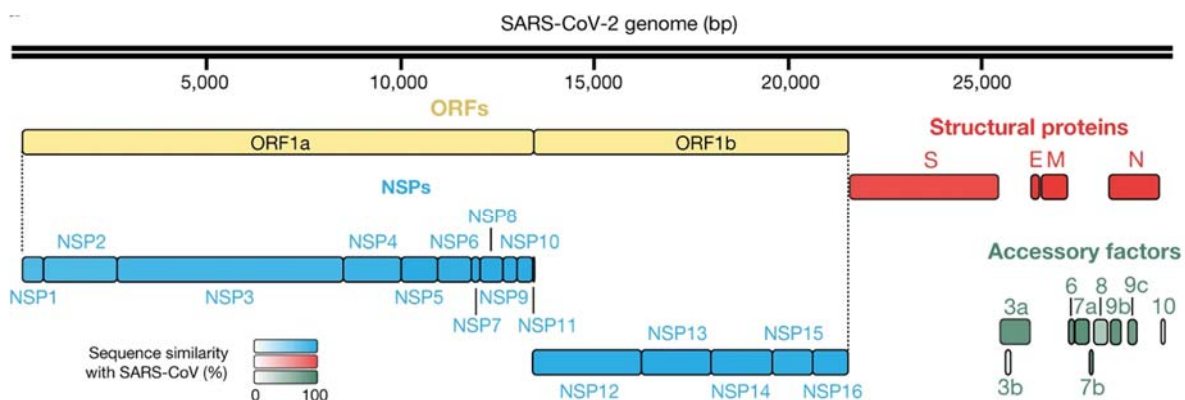 SARS-CoV-2 genome (bp)
5,000 10,000 15,000 20,000 25,000
ORFs
ORF1a ORF1b
Structural proteins
S E M N
NSPs
NSP8
NSP2 NSP4 NSP6 NSP10
NSP1 NSP3 NSP5 NSP9
NSP7 NSP11
NSP13 NSP15
NSP12 NSP14 NSP16
Accessory factors
6 8 9c
3a 7a 9b 10
3b 7b
Sequence similarity
with SARS-CoV (%)
0 100